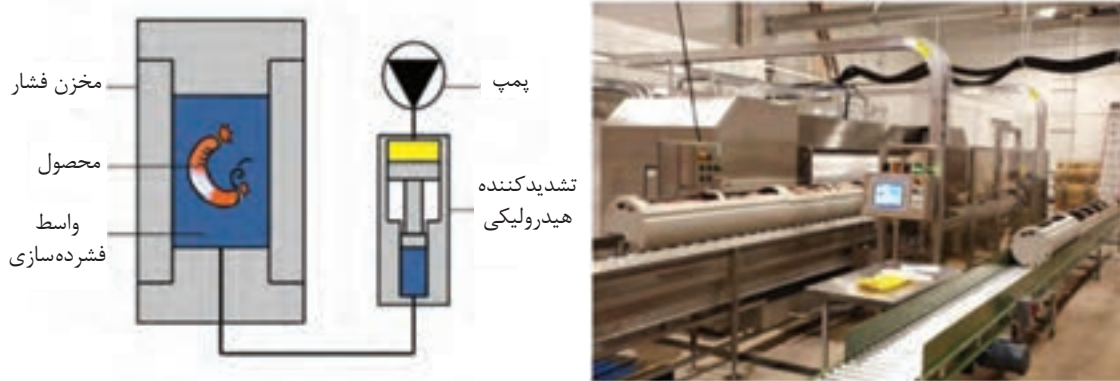 مخزن فشار
محصول
واسط
فشرده‌سازی
پمپ
تشدیدکننده
هیدرولیکی